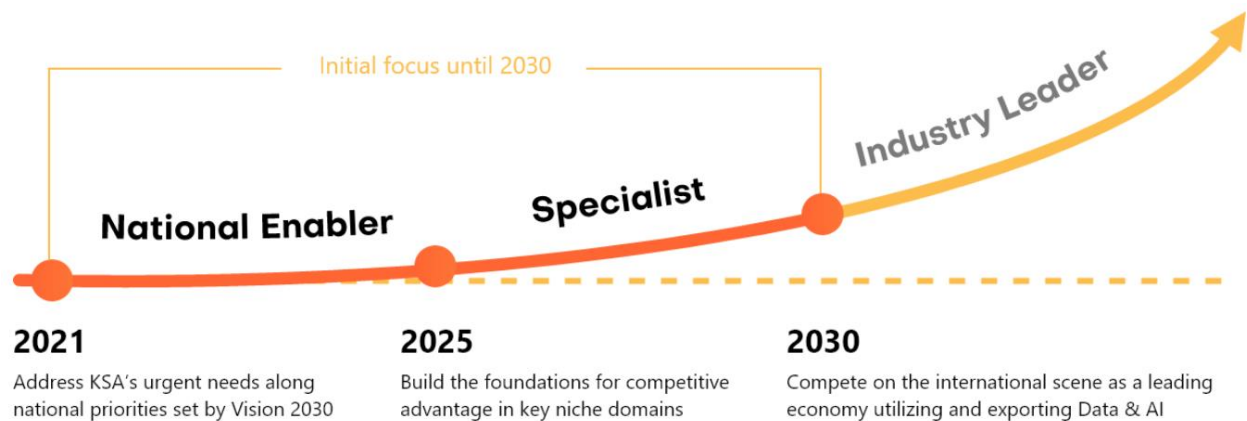 Initial focus until 2030
Industry Leader
Specialist
National Enabler
2021
Address KSA's urgent needs along
national priorities set by Vision 2030
2025
Build the foundations for competitive
advantage in key niche domains
2030
Compete on the international scene as a leading
economy utilizing and exporting Data & AI